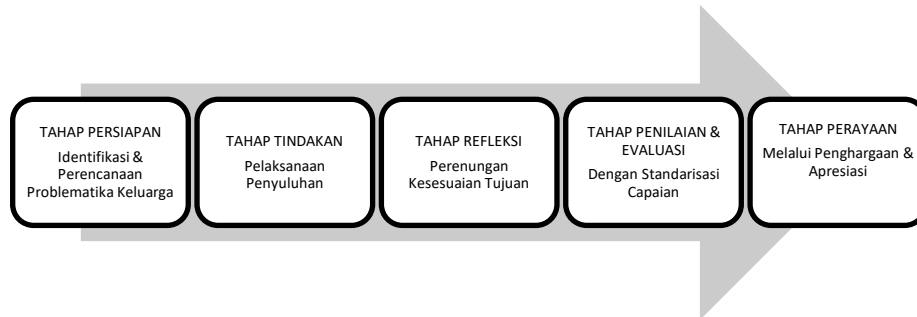 TAHAP PERSIAPAN
Identifikasi &
Perencanaan
Problematika Keluarga
TAHAP TINDAKAN
Pelaksanaan
Penyuluhan
TAHAP REFLEKSI
Perenungan
Kesesuaian Tujuan
TAHAP PENILAIAN &
EVALUASI
Dengan Standarisasi
Capaian
TAHAP PERAYAAN
Melalui Penghargaan &
Apresiasi